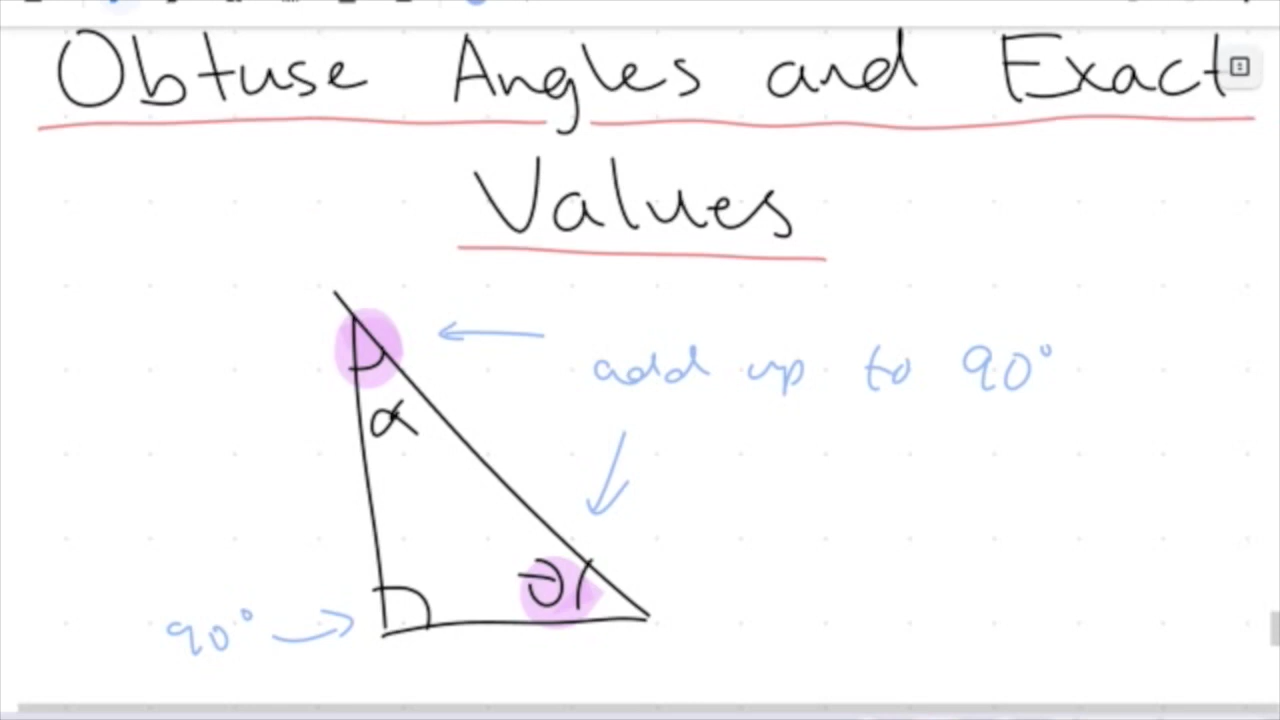 Obtuse Angles and Exact
Values
add up to 90°
α
θ
90°